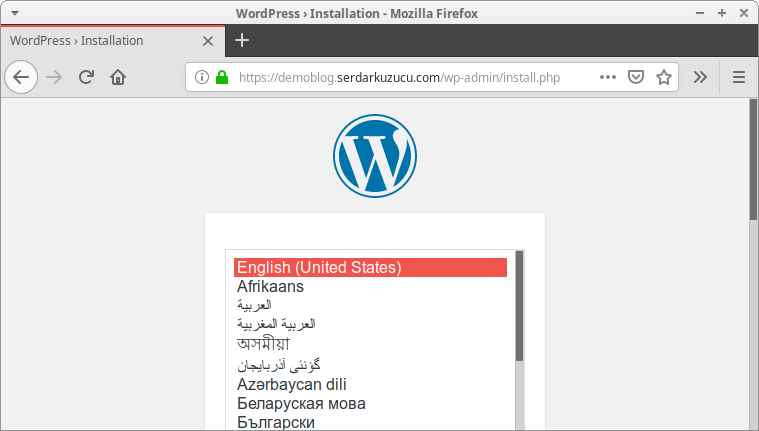 WordPress › Installation - Mozilla Firefox
WordPress › Installation
https://demoblog.serdarkuzucu.com/wp-admin/install.php
English (United States)
Afrikaans
العربية
العربية المغربية
অসমীয়া
گؤنئی آذربایجان
Azərbaycan dili
Беларуская мова
Български